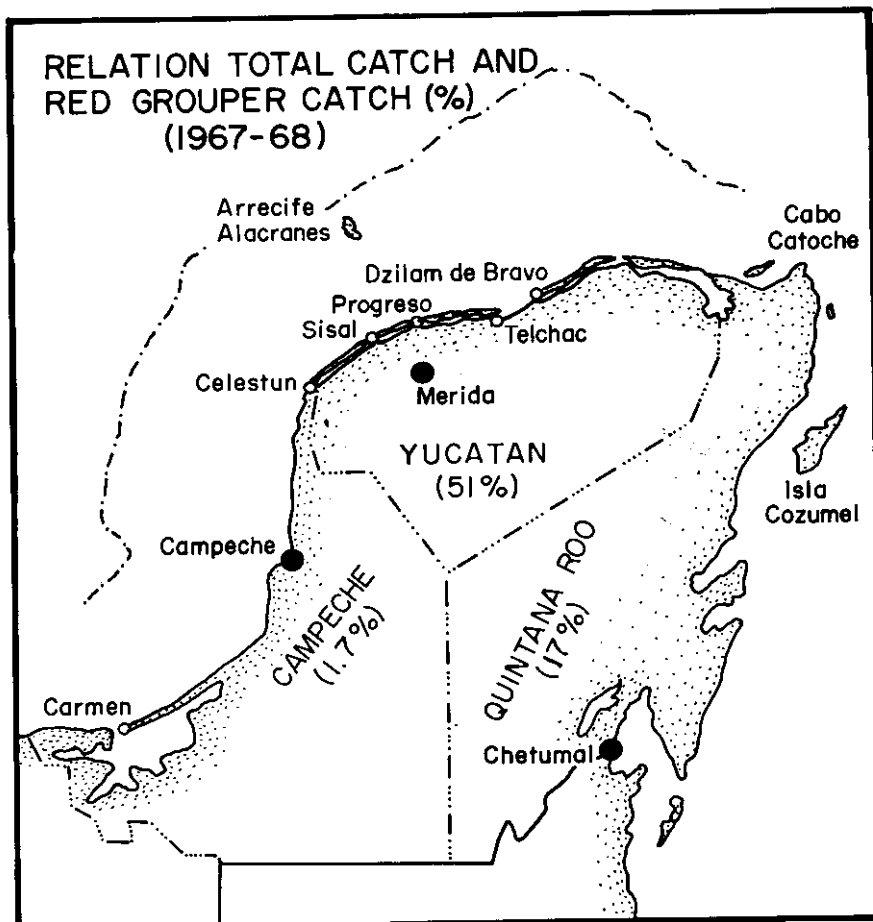 RELATION TOTAL CATCH AND
RED GROUPER CATCH (%)
(1967-68)
Arrecife
Alacranes
Cabo
Catoche
Dzilam de Bravo
Progreso
Sisal
Telchac
Celestun
Merida
YUCATAN
(51%)
Isla
Cozumel
Campeche
CAMPECHE
(1.7%)
QUINTANA ROO
(17%)
Carmen
Chetumal